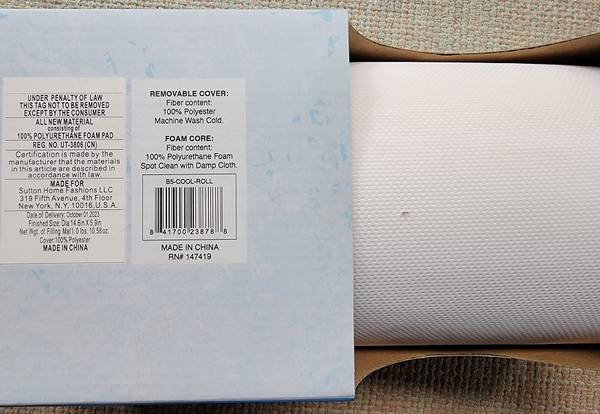 UNDER PENALTY OF LAW
THIS TAG NOT TO BE REMOVED
EXCEPT BY THE CONSUMER
ALL NEW MATERIAL
consisting of
100% POLYURETHANE FOAM PAD
REG. NO. UT-3806 (CN)
Certification is made by the
manufacturer that the materials
in this article are described in
accordance with law.
MADE FOR
Sutton Home Fashions LLC
319 Fifth Avenue, 4th Floor
New York, N.Y. 10016,U.S.A.
Date of Delivery: October 01,2023
Finished Size: Dia 14.6in X 5.9in
Net Wgt. of Filling Mat'l:0 lbs. 10.58oz.
Cover:100% Polyester
MADE IN CHINA
REMOVABLE COVER:
Fiber content:
100% Polyester
Machine Wash Cold.
FOAM CORE:
Fiber content:
100% Polyurethane Foam
Spot Clean with Damp Cloth.
B5-COOL-ROLL
8 41700 23878 8
MADE IN CHINA
RN# 147419